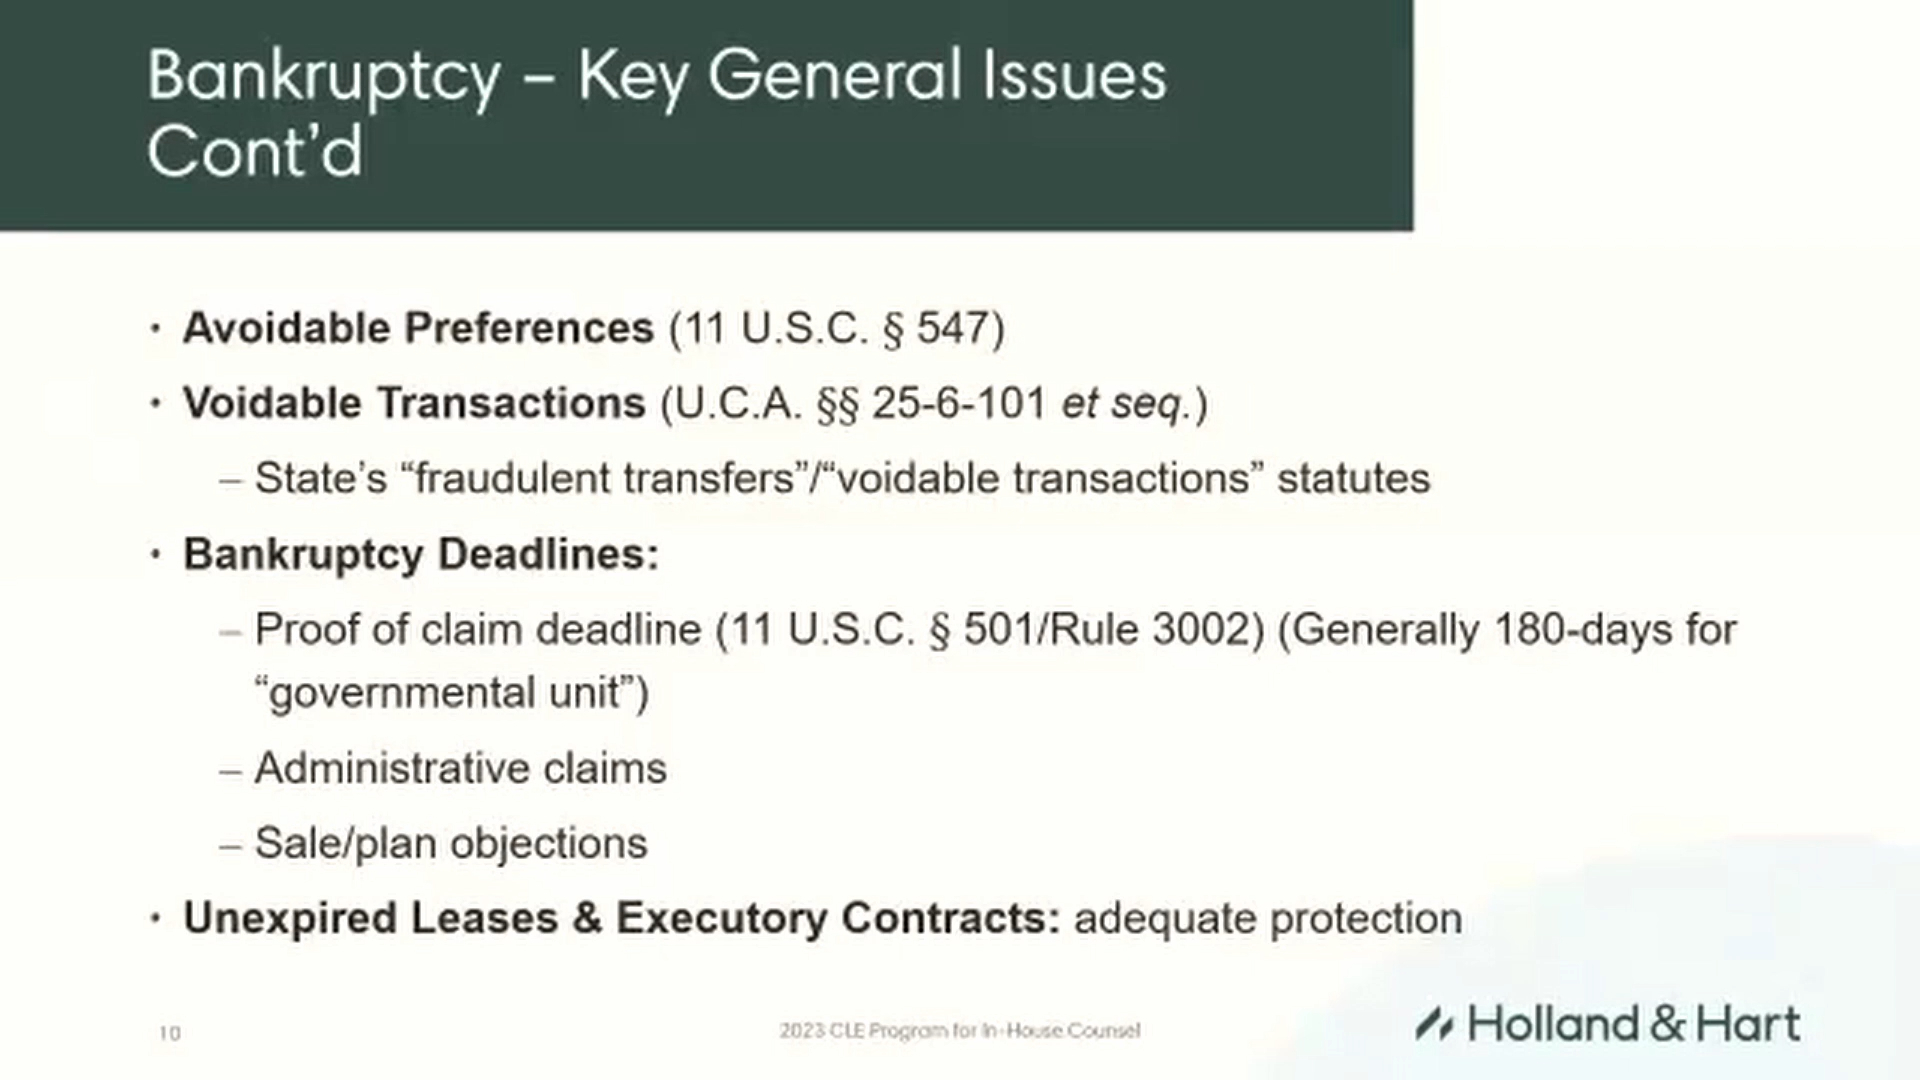 Bankruptcy – Key General Issues
Cont’d
• Avoidable Preferences (11 U.S.C. § 547)
• Voidable Transactions (U.C.A. §§ 25-6-101 et seq.)
– State’s “fraudulent transfers”/“voidable transactions” statutes
• Bankruptcy Deadlines:
– Proof of claim deadline (11 U.S.C. § 501/Rule 3002) (Generally 180-days for
“governmental unit”)
– Administrative claims
– Sale/plan objections
• Unexpired Leases & Executory Contracts: adequate protection
10
2023 CLE Program for In-House Counsel
Holland & Hart